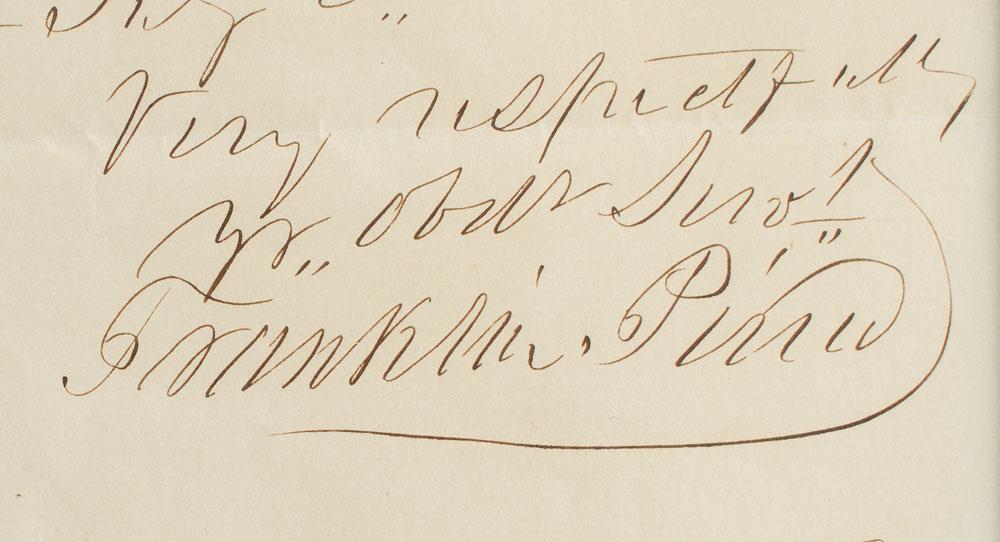 Very respectfully
yr,, obdt Servt
Franklin Pierce